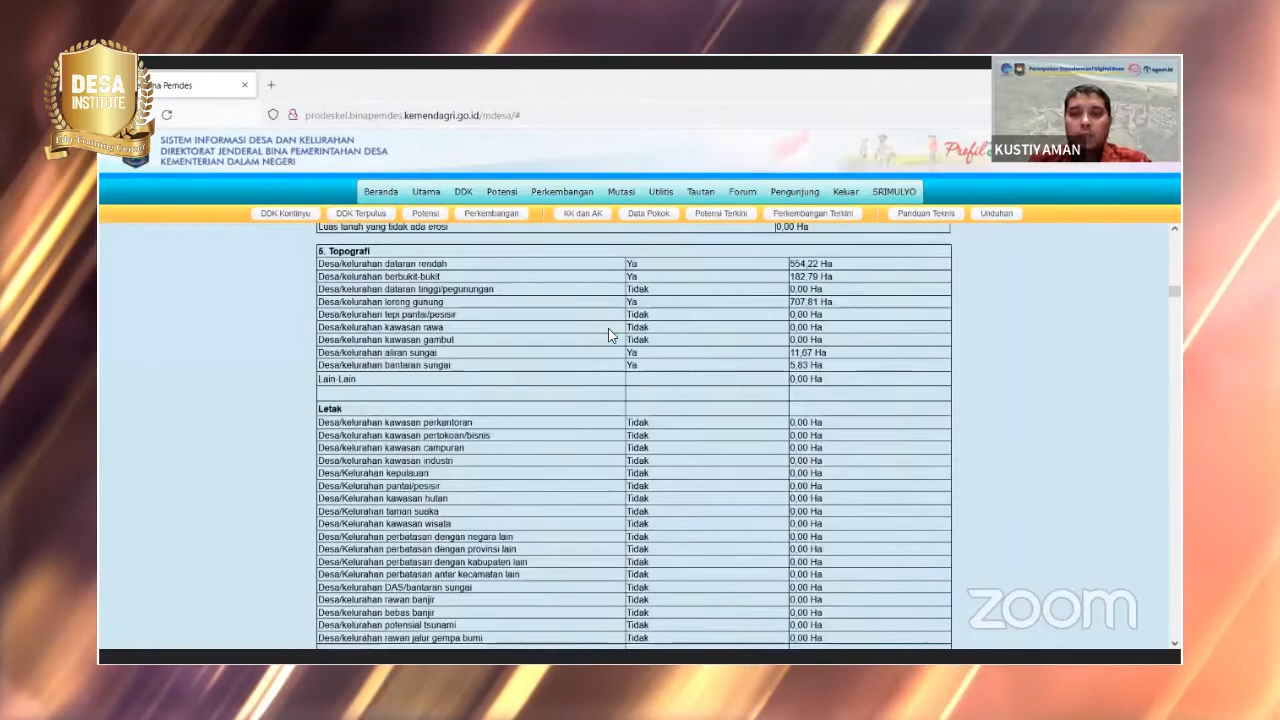 DESA
INSTITUTE
Edu-Training Center
na Pemdes
prodeskel.binapemdes.kemendagri.go.id/mdesa/#
SISTEM INFORMASI DESA DAN KELURAHAN
DIREKTORAT JENDERAL BINA PEMERINTAHAN DESA
KEMENTERIAN DALAM NEGERI
Profil
Percepatan Transformasi Digital Desa
KUSTIYAMAN
Beranda Utama DDK Potensi Perkembangan Mutasi Utilitis Tautan Forum Pengunjung Keluar SRIMULYO
DDK Kontinyu DDK Terputus Potensi Perkembangan KK dan AK Data Pokok Potensi Terkini Perkembangan Terkini Panduan Teknis Unduhan
Luas tanah yang tidak ada erosi 0,00 Ha
5. Topografi
Desa/kelurahan dataran rendah Ya 554,22 Ha
Desa/kelurahan berbukit-bukit Ya 182,79 Ha
Desa/kelurahan dataran tinggi/pegunungan Tidak 0,00 Ha
Desa/kelurahan lereng gunung Ya 707,81 Ha
Desa/kelurahan tepi pantai/pesisir Tidak 0,00 Ha
Desa/kelurahan kawasan rawa Tidak 0,00 Ha
Desa/kelurahan kawasan gambut Tidak 0,00 Ha
Desa/kelurahan aliran sungai Ya 11,67 Ha
Desa/kelurahan bantaran sungai Ya 5,83 Ha
Lain-Lain 0,00 Ha
Letak
Desa/kelurahan kawasan perkantoran Tidak 0,00 Ha
Desa/kelurahan kawasan pertokoan/bisnis Tidak 0,00 Ha
Desa/kelurahan kawasan campuran Tidak 0,00 Ha
Desa/kelurahan kawasan industri Tidak 0,00 Ha
Desa/Kelurahan kepulauan Tidak 0,00 Ha
Desa/Kelurahan pantai/pesisir Tidak 0,00 Ha
Desa/Kelurahan kawasan hutan Tidak 0,00 Ha
Desa/Kelurahan taman suaka Tidak 0,00 Ha
Desa/Kelurahan kawasan wisata Tidak 0,00 Ha
Desa/Kelurahan perbatasan dengan negara lain Tidak 0,00 Ha
Desa/Kelurahan perbatasan dengan provinsi lain Tidak 0,00 Ha
Desa/Kelurahan perbatasan dengan kabupaten lain Tidak 0,00 Ha
Desa/Kelurahan perbatasan antar kecamatan lain Tidak 0,00 Ha
Desa/kelurahan DAS/bantaran sungai Tidak 0,00 Ha
Desa/kelurahan rawan banjir Tidak 0,00 Ha
Desa/kelurahan bebas banjir Tidak 0,00 Ha
Desa/kelurahan potensial tsunami Tidak 0,00 Ha
Desa/kelurahan rawan jalur gempa bumi Tidak 0,00 Ha
zoom